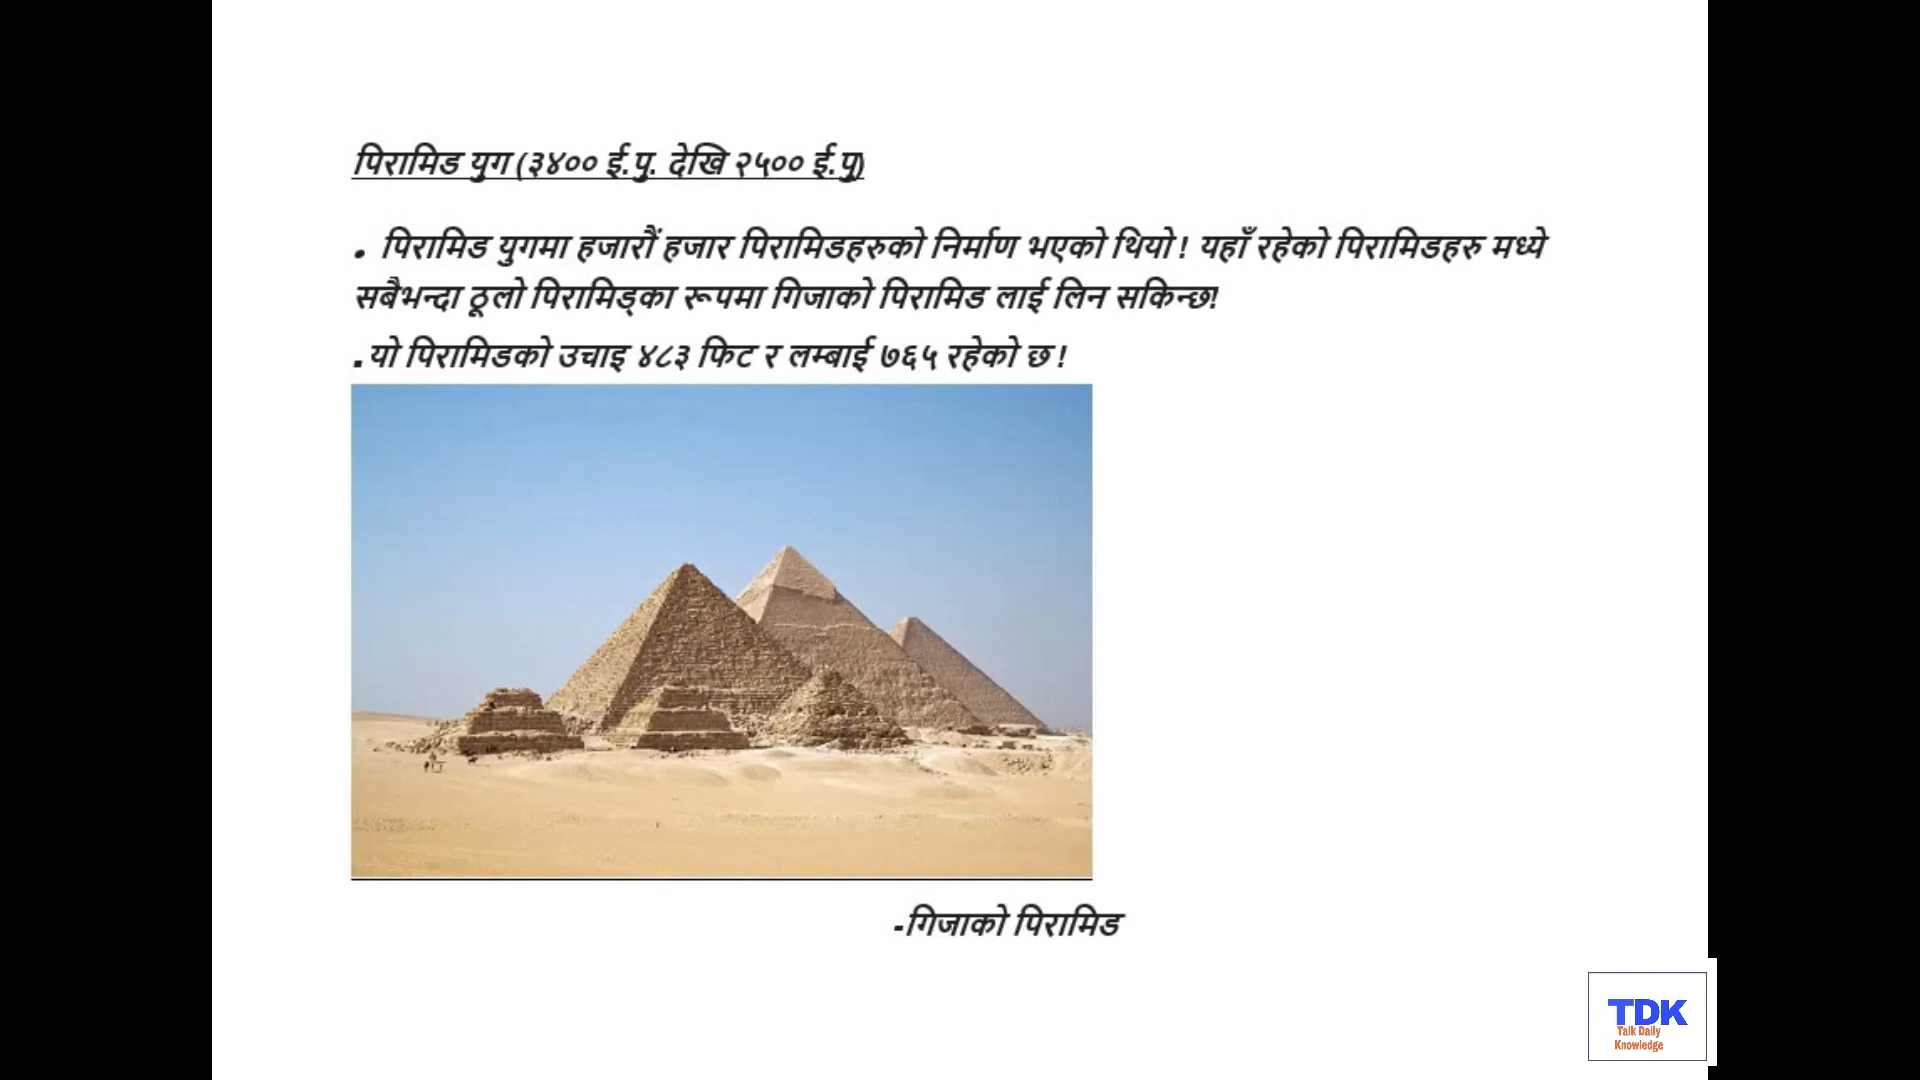 पिरामिड युग (३४०० ई.पु. देखि २५०० ई.पु)
. पिरामिड युगमा हजारौं हजार पिरामिडहरुको निर्माण भएको थियो ! यहाँ रहेको पिरामिडहरु मध्ये
सबैभन्दा ठूलो पिरामिड्का रूपमा गिजाको पिरामिड लाई लिन सकिन्छ!
.यो पिरामिडको उचाइ ४८३ फिट र लम्बाई ७६५ रहेको छ !
-गिजाको पिरामिड
TDK
Talk Daily
Knowledge